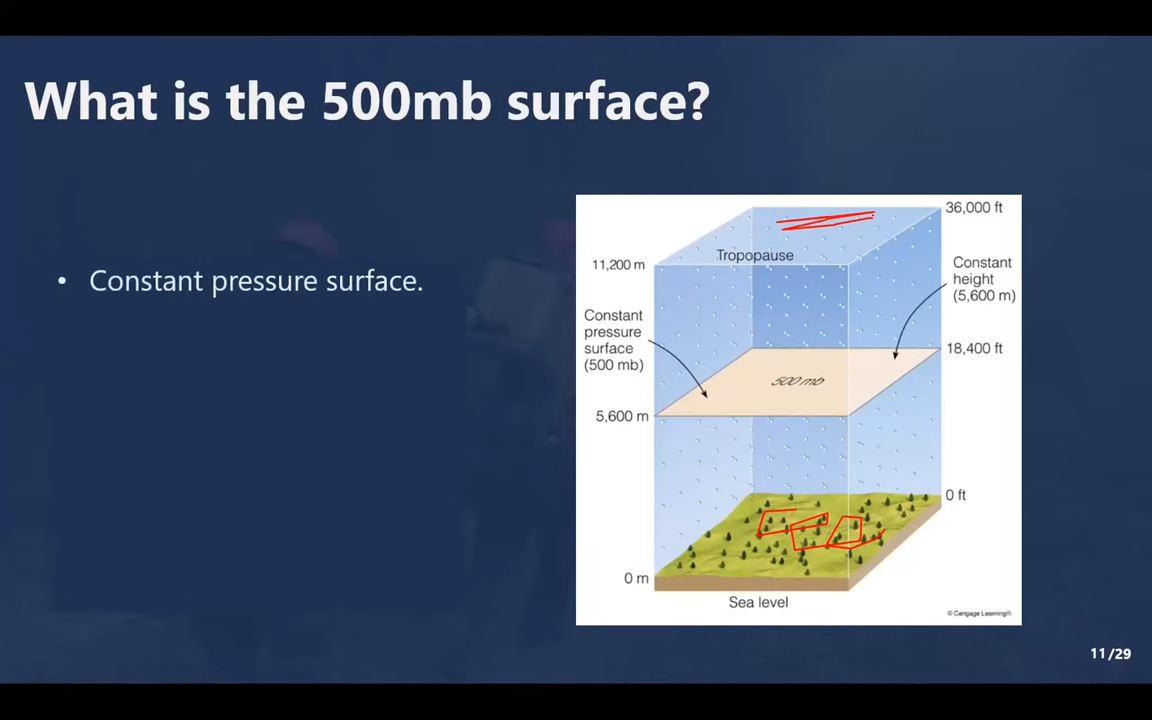 What is the 500mb surface?
• Constant pressure surface.
36,000 ft
Tropopause
11,200 m
Constant
height
(5,600 m)
Constant
pressure
surface
(500 mb)
18,400 ft
500 mb
5,600 m
0 ft
0 m
Sea level
© Cengage Learning®
11/29